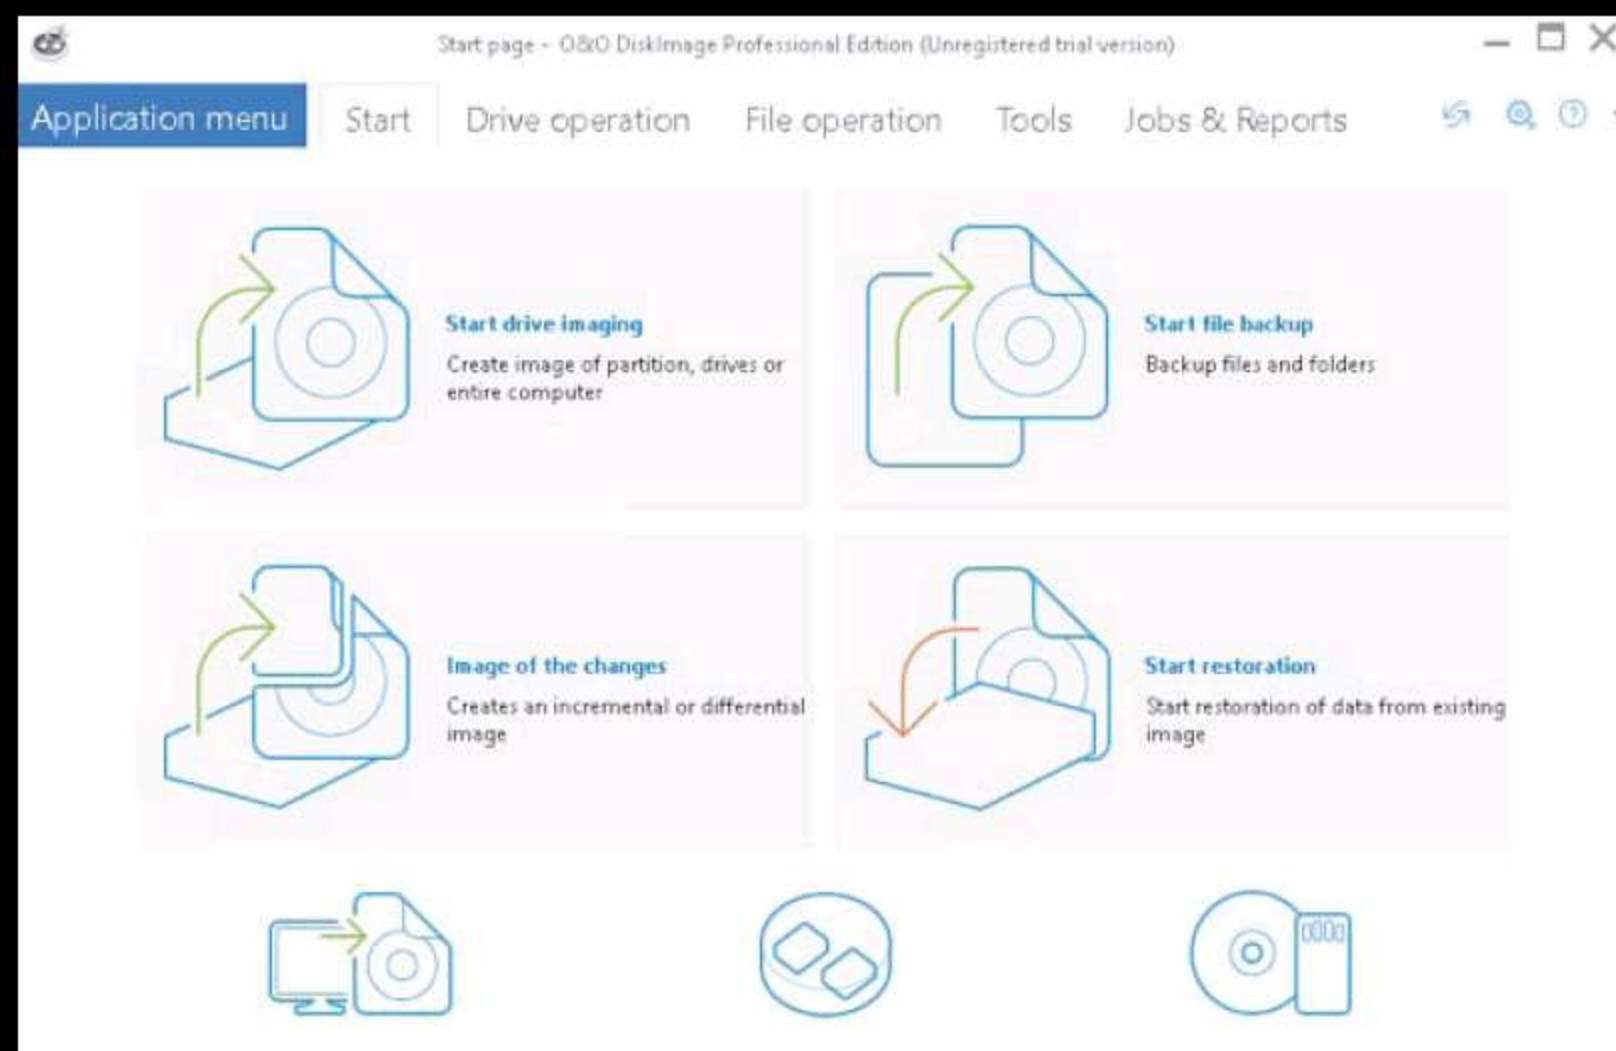 Start page - O&O DiskImage Professional Edition (Unregistered trial version)
Application menu
Start
Drive operation
File operation
Tools
Jobs & Reports
Start drive imaging
Create image of partition, drives or
entire computer
Start file backup
Backup files and folders
Image of the changes
Creates an incremental or differential
image
Start restoration
Start restoration of data from existing
image